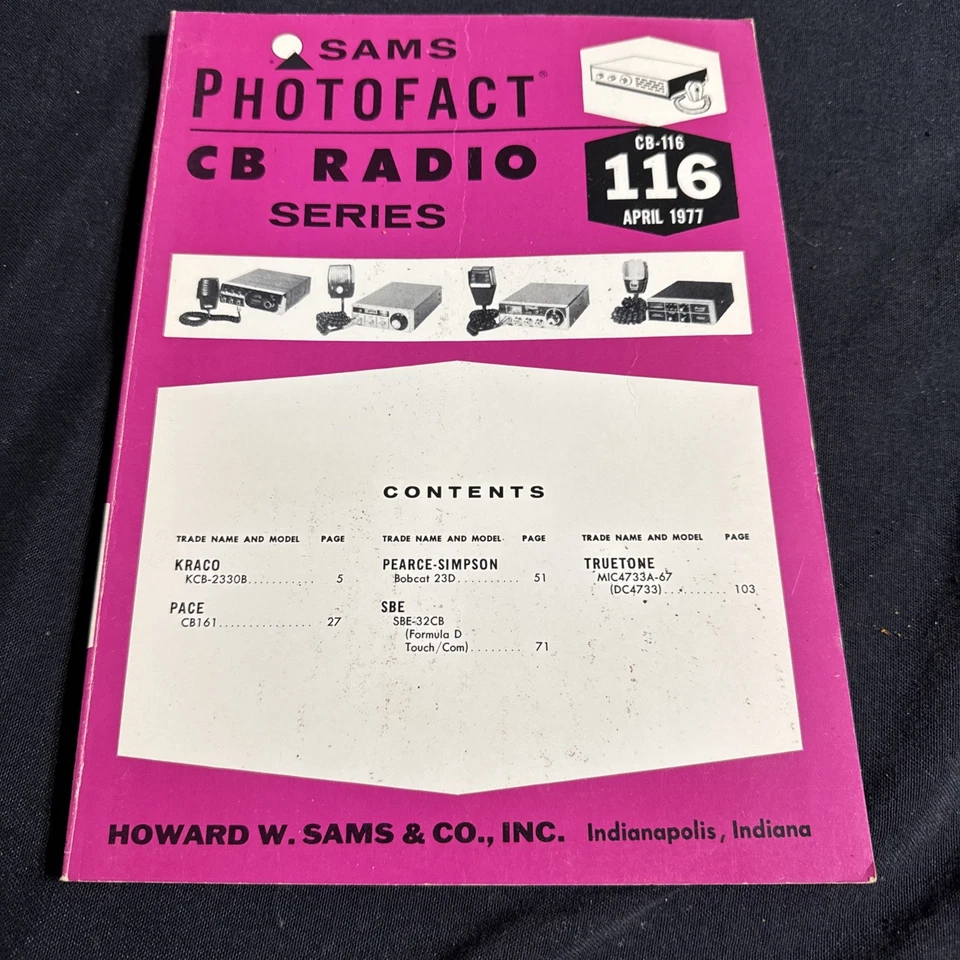 SAMS
PHOTOFACT®
CB RADIO
SERIES
CB-116
116
APRIL 1977
CONTENTS
TRADE NAME AND MODEL PAGE
KRACO
KCB-2330B........... 5
PACE
CB161............... 27
TRADE NAME AND MODEL PAGE
PEARCE-SIMPSON
Bobcat 23D.......... 51
SBE
SBE-32CB
(Formula D
Touch/Com)........ 71
TRADE NAME AND MODEL PAGE
TRUETONE
MIC4733A-67
(DC4733).......... 103
HOWARD W. SAMS & CO., INC. Indianapolis, Indiana